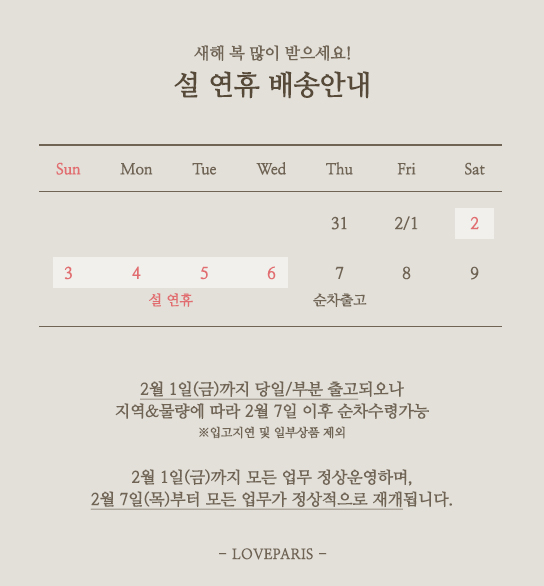 새해 복 많이 받으세요!
설 연휴 배송안내
Sun Mon Tue Wed Thu Fri Sat
31 2/1 2
3 4 5 6 7 8 9
설 연휴 순차출고
2월 1일(금)까지 당일/부분 출고되오나
지역&물량에 따라 2월 7일 이후 순차수령가능
※입고지연 및 일부상품 제외
2월 1일(금)까지 모든 업무 정상운영하며,
2월 7일(목)부터 모든 업무가 정상적으로 재개됩니다.
- LOVEPARIS -